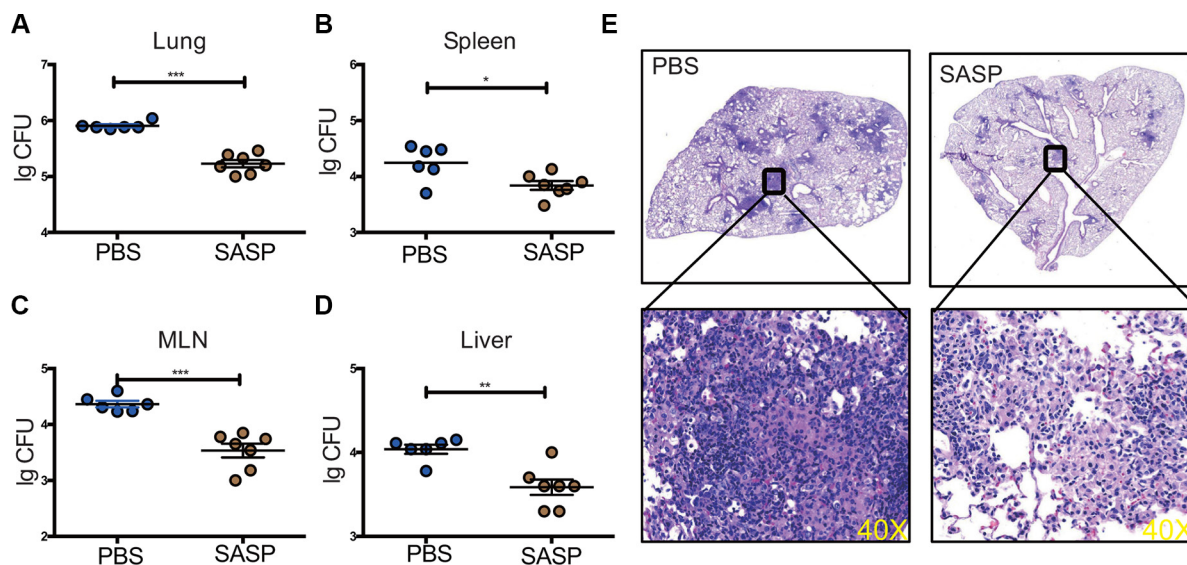 A
Lung
7
6
5
4
lg CFU
***
PBS
SASP
B
Spleen
6
5
4
3
lg CFU
*
PBS
SASP
C
MLN
5
4
3
2
lg CFU
***
PBS
SASP
D
Liver
5
4
3
lg CFU
**
PBS
SASP
E
PBS
SASP
40X
40X